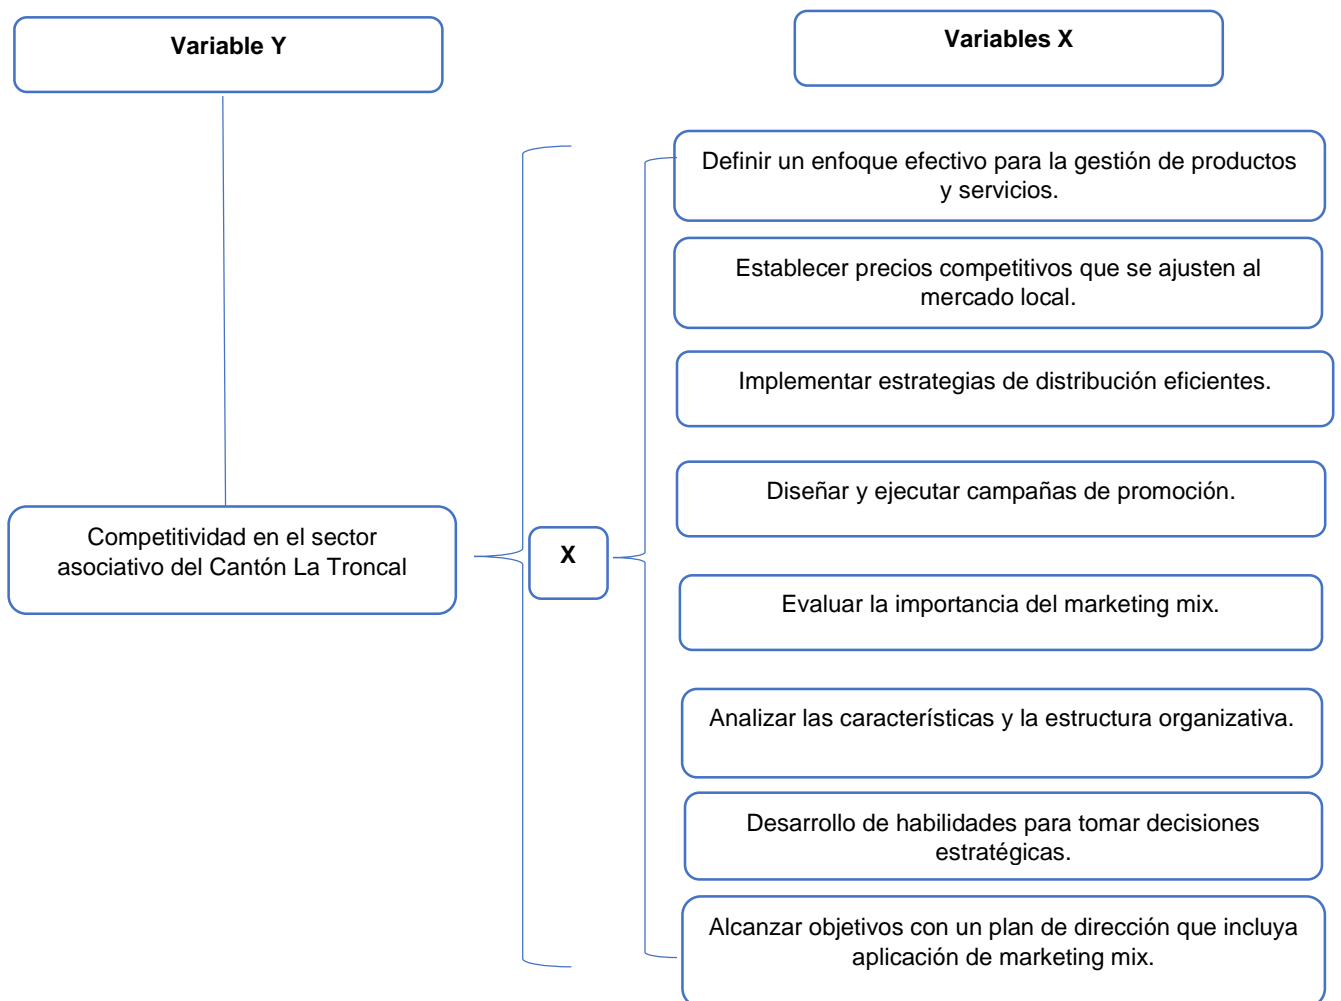 Variable Y
Variables X
Definir un enfoque efectivo para la gestión de productos
y servicios.
Establecer precios competitivos que se ajusten al
mercado local.
Implementar estrategias de distribución eficientes.
Diseñar y ejecutar campañas de promoción.
Competitividad en el sector
asociativo del Cantón La Troncal
X
Evaluar la importancia del marketing mix.
Analizar las características y la estructura organizativa.
Desarrollo de habilidades para tomar decisiones
estratégicas.
Alcanzar objetivos con un plan de dirección que incluya
aplicación de marketing mix.